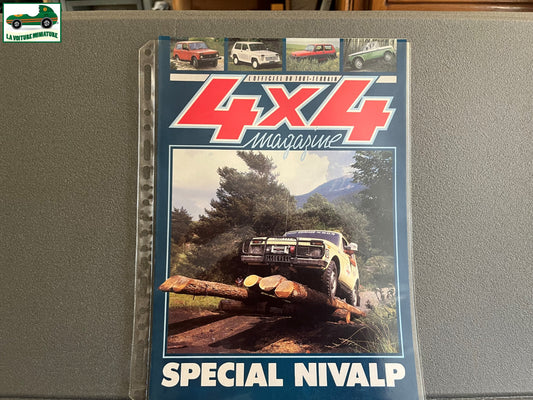 LA VOITURE MINIATURE
L'OFFICIEL DU TOUT-TERRAIN
4x4
magazine
SPECIAL NIVALP